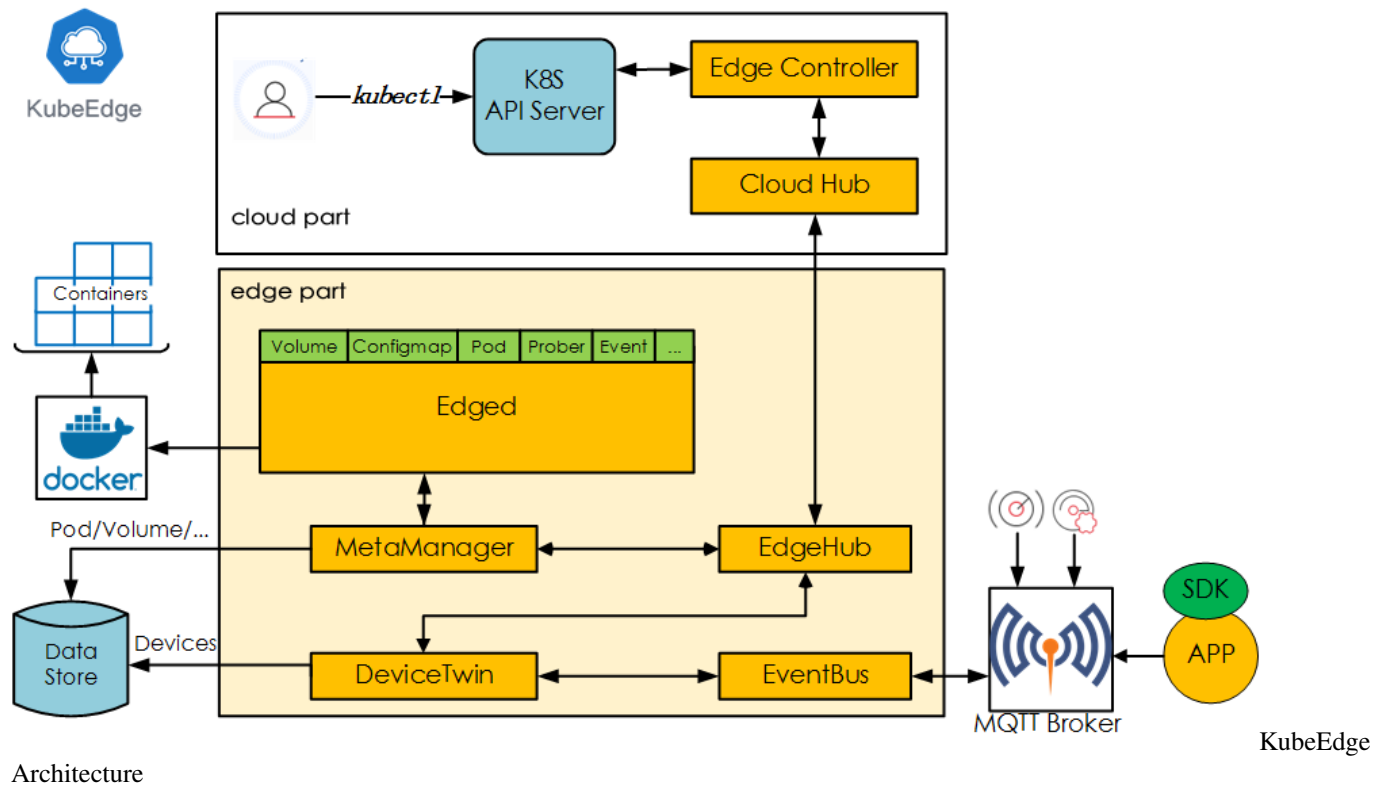 KubeEdge
kubectl
K8S
API Server
Edge Controller
Cloud Hub
cloud part
edge part
Containers
Volume
Configmap
Pod
Prober
Event
...
Edged
docker
Pod/Volume/...
MetaManager
EdgeHub
Data
Store
Devices
DeviceTwin
EventBus
SDK
APP
MQTT Broker
KubeEdge
Architecture